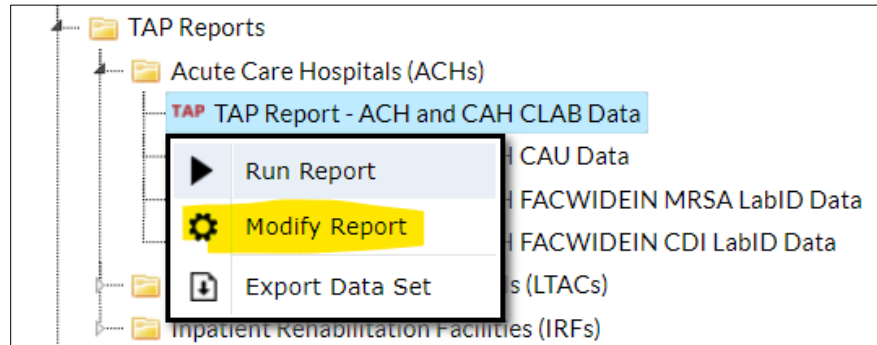 TAP Reports
Acute Care Hospitals (ACHs)
TAP TAP Report - ACH and CAH CLAB Data
Run Report
CAU Data
Modify Report
FACWIDEIN MRSA LabID Data
FACWIDEIN CDI LabID Data
Export Data Set
(LTACs)
Inpatient Rehabilitation Facilities (IRFs)